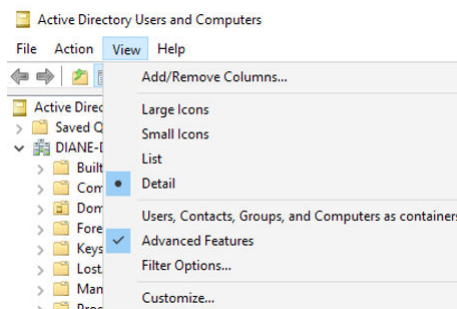 Active Directory Users and Computers
File Action View Help
Add/Remove Columns...
Active Direc
Large Icons
Saved Q
Small Icons
DIANE-
List
Built
Detail
Com
Dom
Users, Contacts, Groups, and Computers as containers
Fore
Advanced Features
Keys
Filter Options...
Lost
Man
Customize...